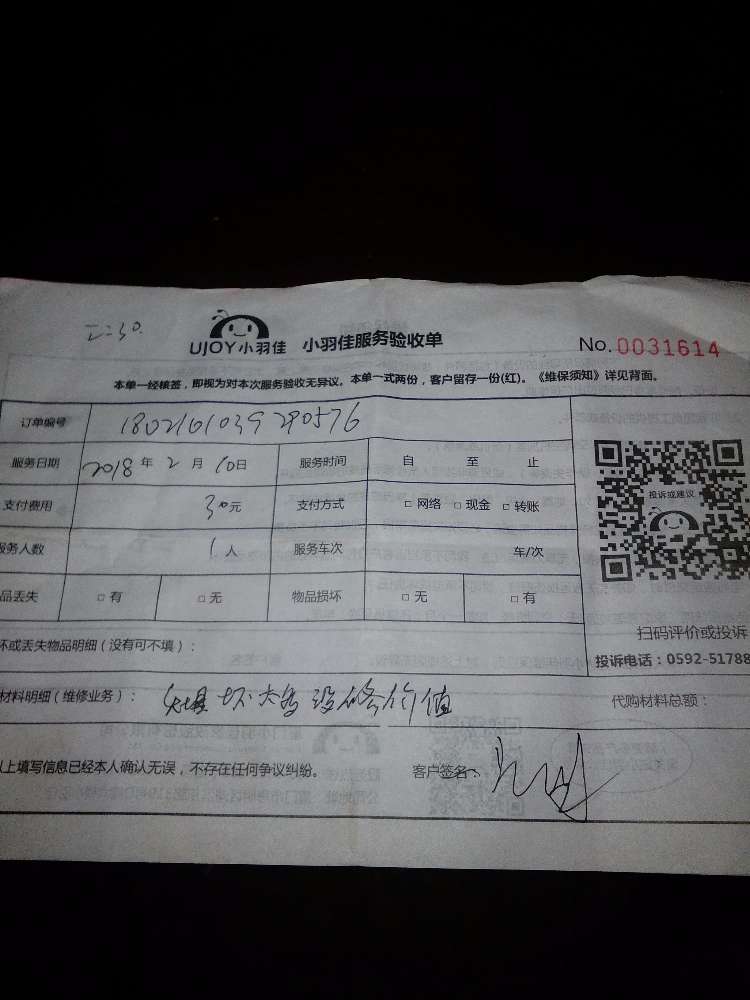 UJOY小羽佳 小羽佳服务验收单 No.0031614
本单一经核签，即视为对本次服务验收无异议。本单一式两份，客户留存一份(红)。《维保须知》详见背面。
订单编号 1802101039290576
服务日期 2018年2月10日 服务时间 自 至 止
支付费用 30元 支付方式 □网络 □现金 □转账
服务人数 1人 服务车次 车/次
品丢失 □有 □无 物品损坏 □无 □有
投诉或建议
扫码评价或投诉
投诉电话：0592-51788
坏或丢失物品明细（没有可不填）：
材料明细（维修业务）： 设备价值 代购材料总额：
以上填写信息已经本人确认无误，不存在任何争议纠纷。 客户签名：